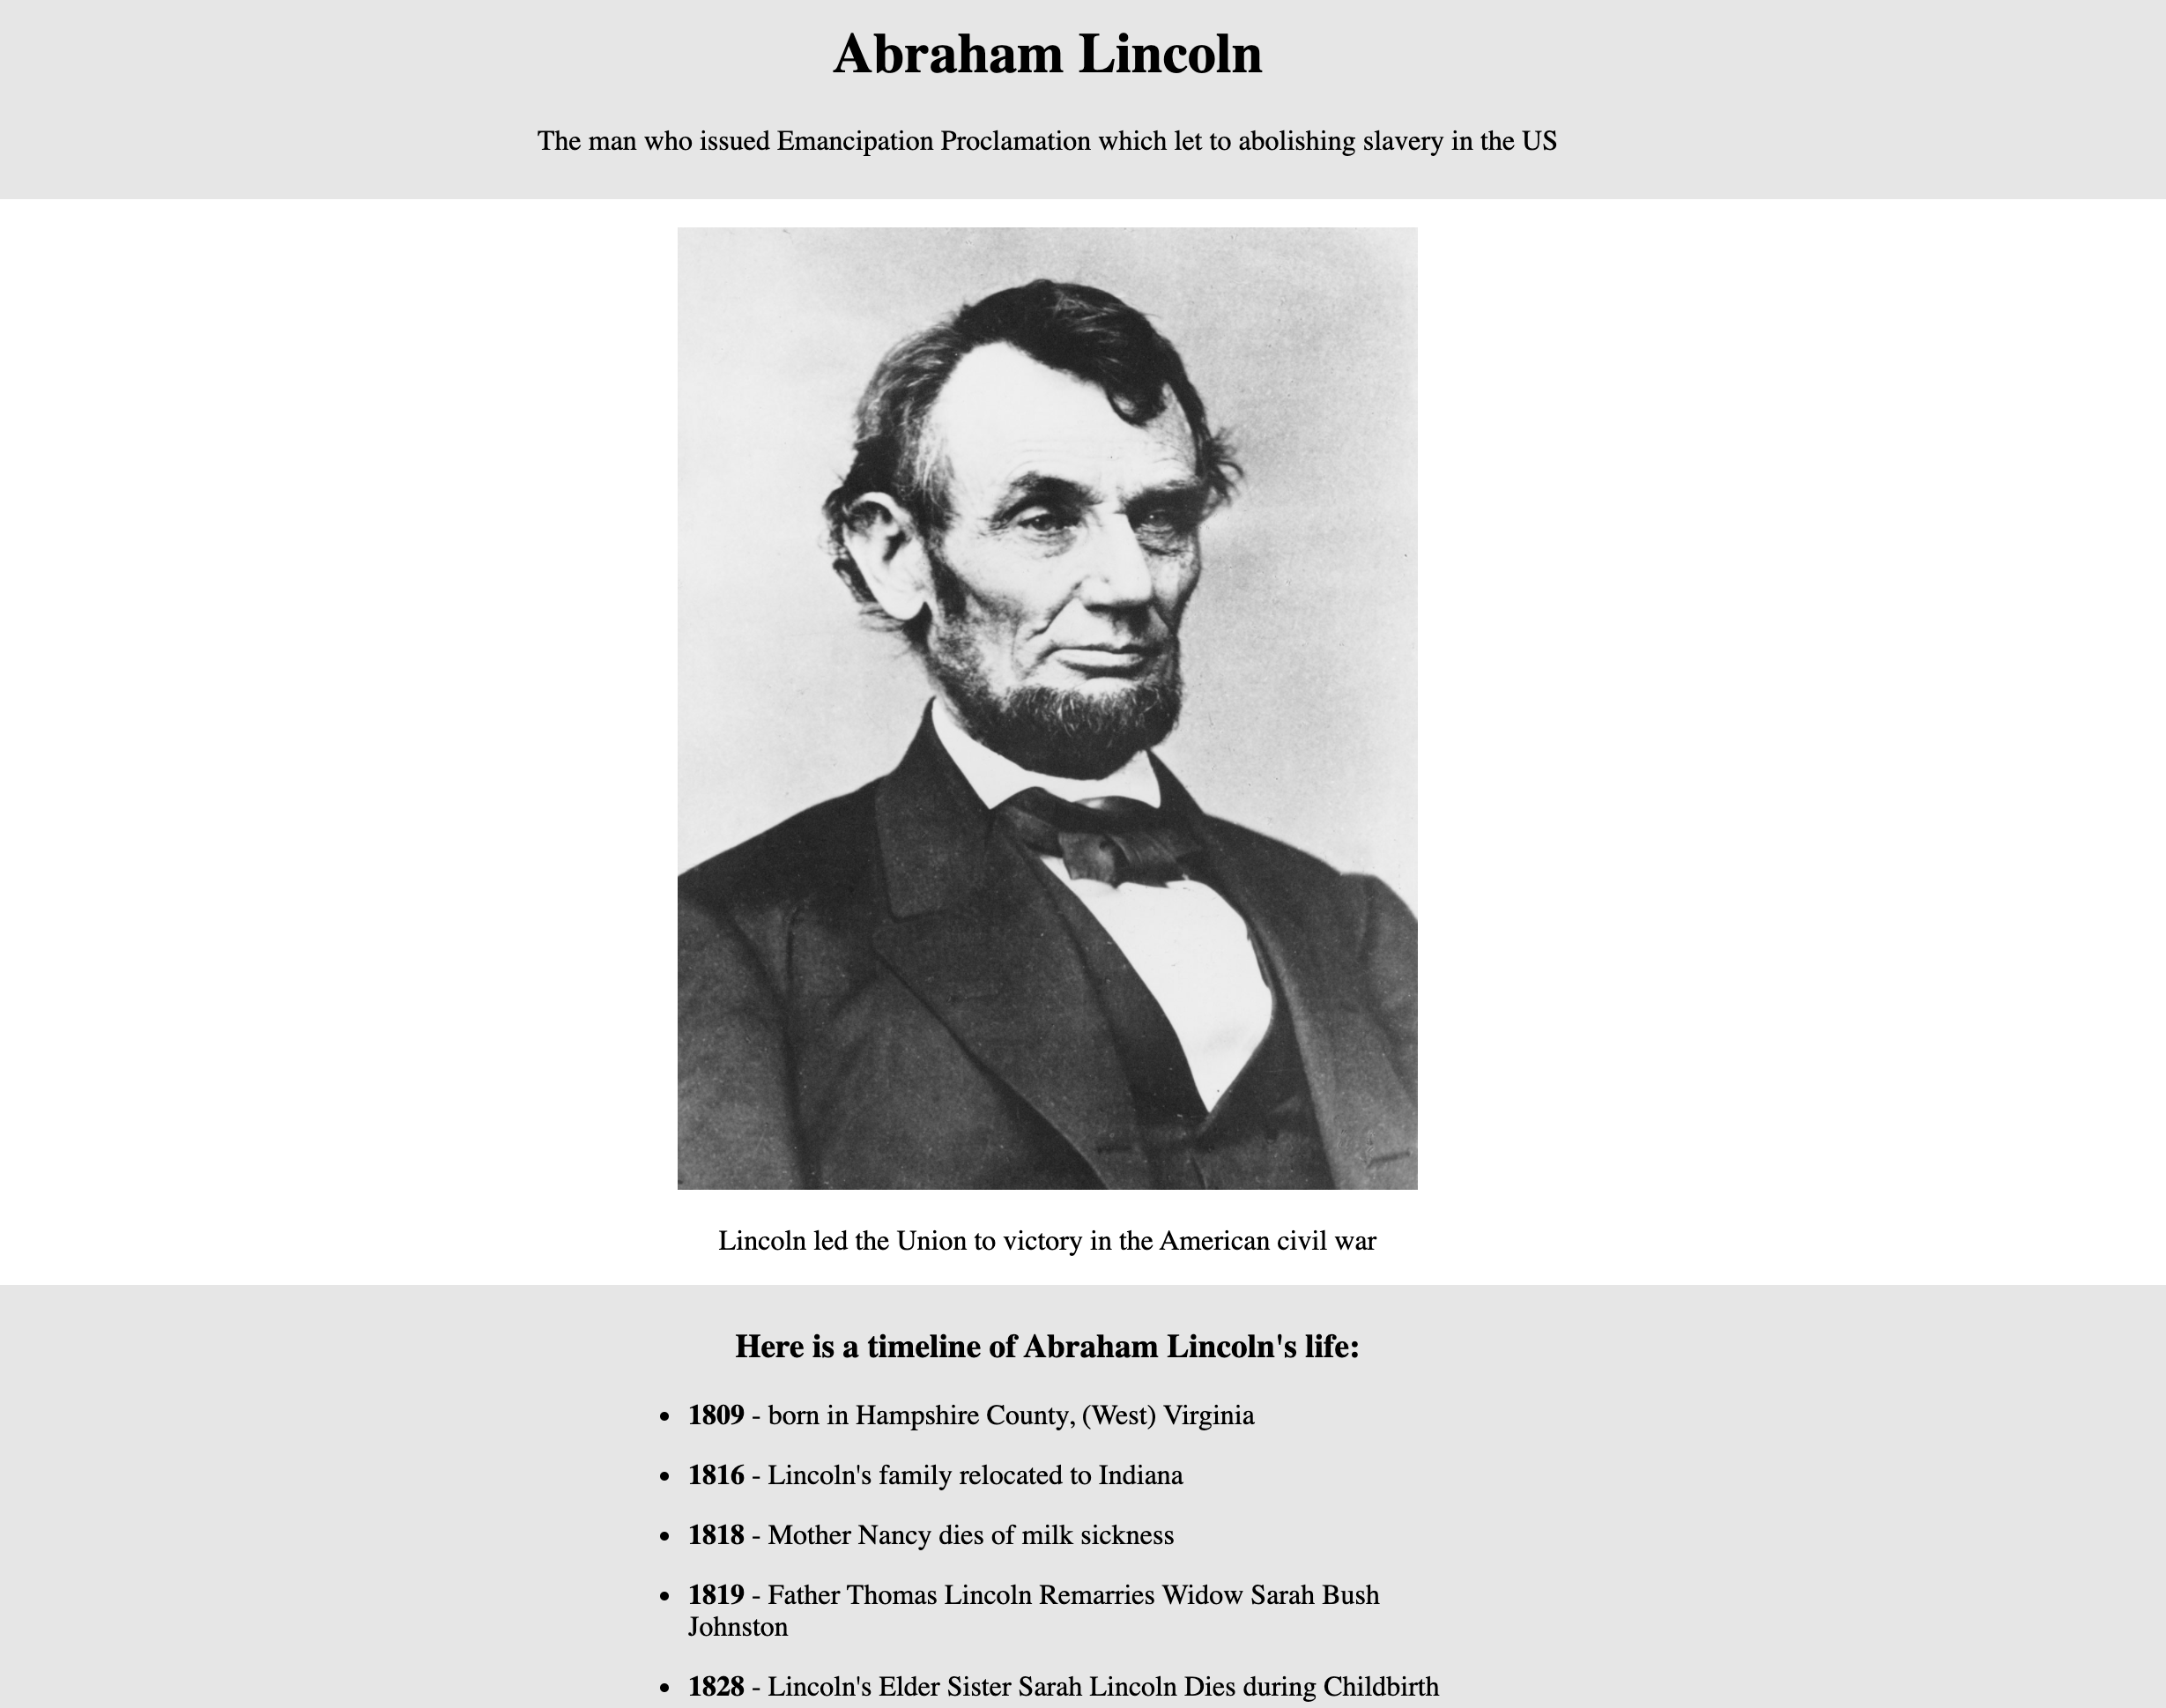 Abraham Lincoln
The man who issued Emancipation Proclamation which let to abolishing slavery in the US
Lincoln led the Union to victory in the American civil war
Here is a timeline of Abraham Lincoln's life:
• 1809 - born in Hampshire County, (West) Virginia
• 1816 - Lincoln's family relocated to Indiana
• 1818 - Mother Nancy dies of milk sickness
• 1819 - Father Thomas Lincoln Remarries Widow Sarah Bush
Johnston
• 1828 - Lincoln's Elder Sister Sarah Lincoln Dies during Childbirth